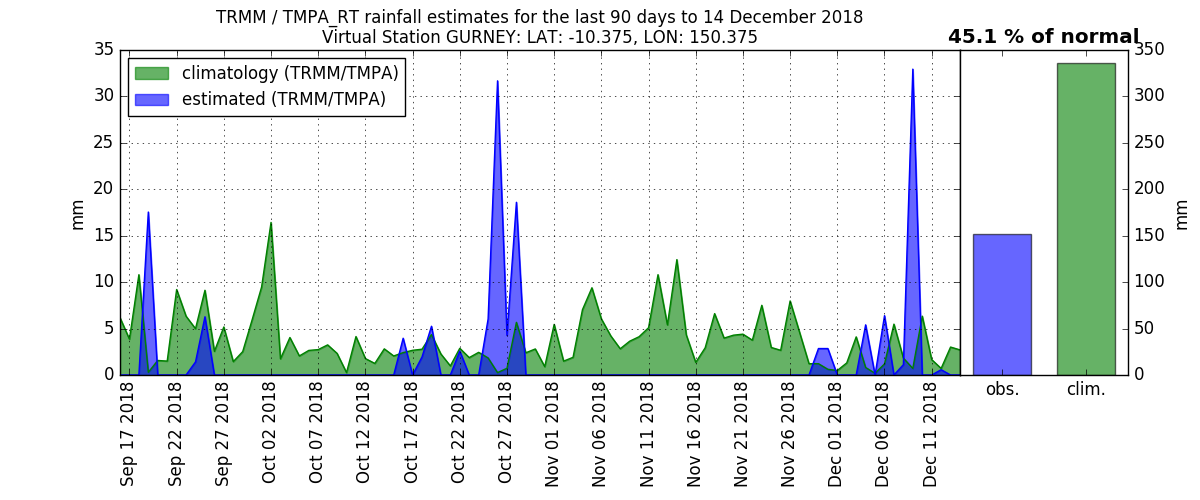 TRMM / TMPA_RT rainfall estimates for the last 90 days to 14 December 2018
Virtual Station GURNEY: LAT: -10.375, LON: 150.375
45.1 % of normal
climatology (TRMM/TMPA)
estimated (TRMM/TMPA)
mm
35
30
25
20
15
10
5
0
Sep 17 2018
Sep 22 2018
Sep 27 2018
Oct 02 2018
Oct 07 2018
Oct 12 2018
Oct 17 2018
Oct 22 2018
Oct 27 2018
Nov 01 2018
Nov 06 2018
Nov 11 2018
Nov 16 2018
Nov 21 2018
Nov 26 2018
Dec 01 2018
Dec 06 2018
Dec 11 2018
obs.
clim.
350
300
250
200
150
100
50
0
mm